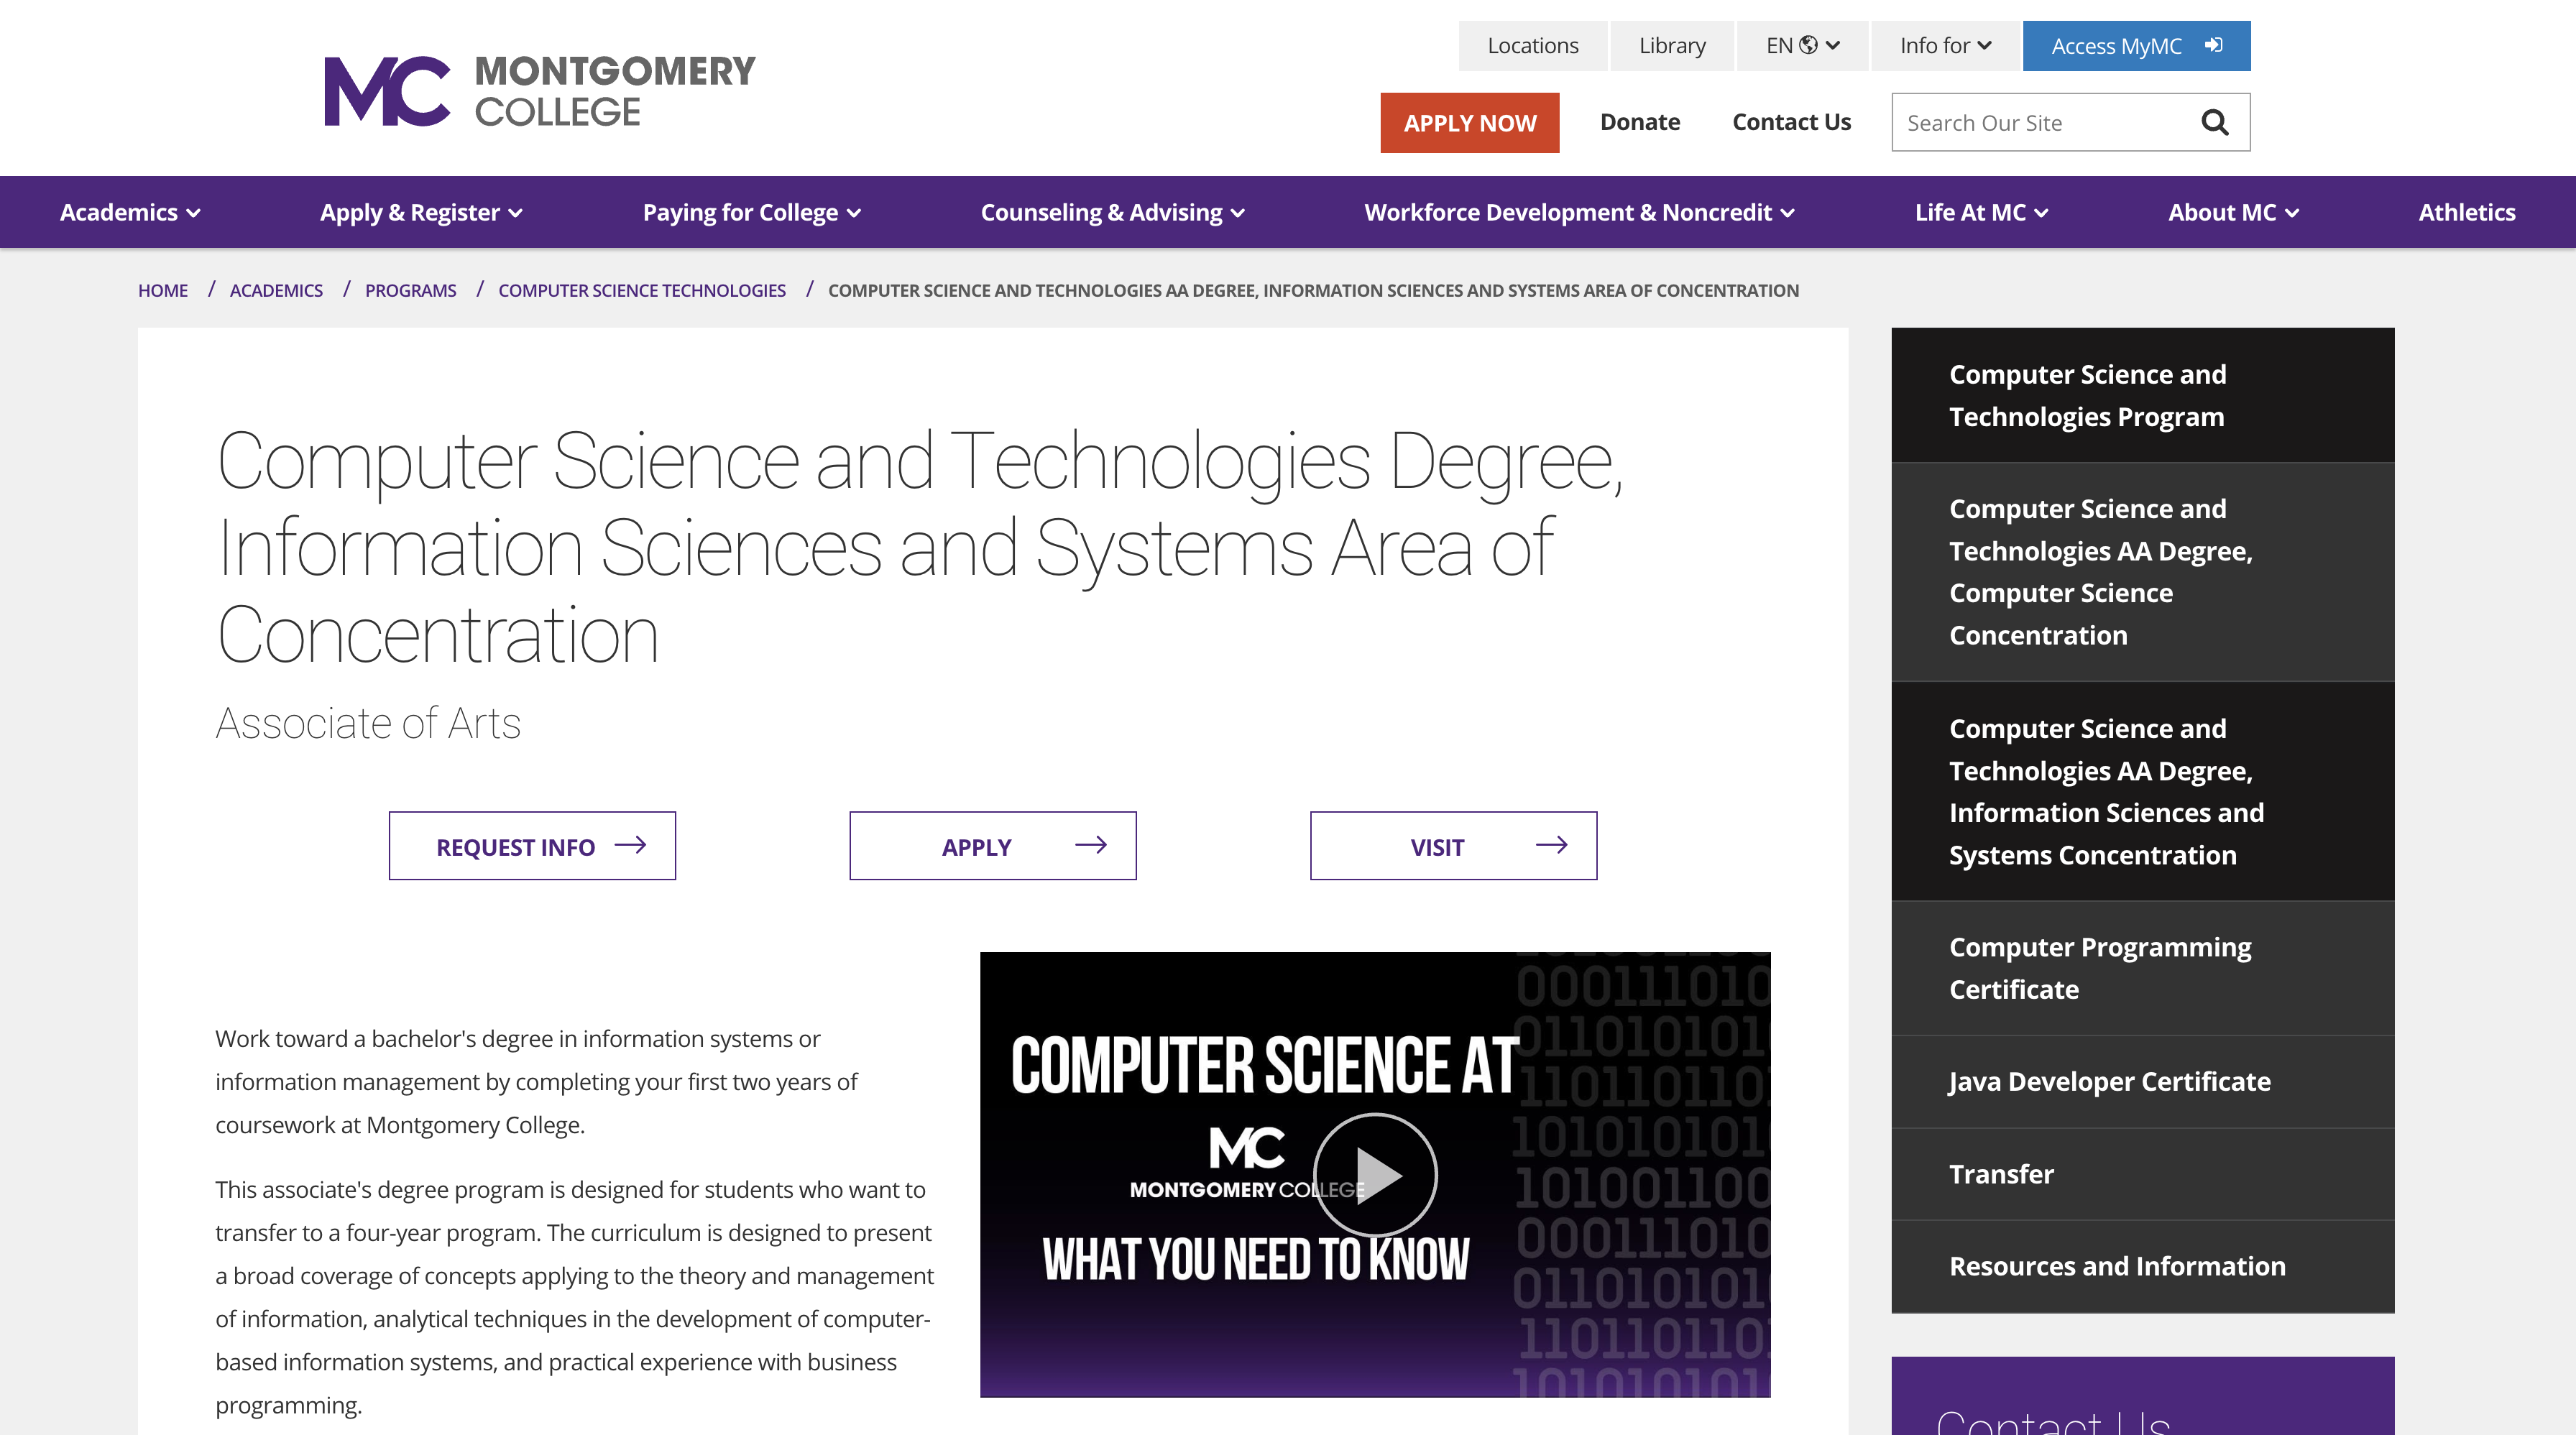 MC MONTGOMERY
COLLEGE
Locations
Library
EN
Info for
Access MyMC
APPLY NOW
Donate
Contact Us
Search Our Site
Academics
Apply & Register
Paying for College
Counseling & Advising
Workforce Development & Noncredit
Life At MC
About MC
Athletics
HOME / ACADEMICS / PROGRAMS / COMPUTER SCIENCE TECHNOLOGIES / COMPUTER SCIENCE AND TECHNOLOGIES AA DEGREE, INFORMATION SCIENCES AND SYSTEMS AREA OF CONCENTRATION
Computer Science and Technologies Degree,
Information Sciences and Systems Area of
Concentration
Associate of Arts
REQUEST INFO
APPLY
VISIT
Work toward a bachelor's degree in information systems or
information management by completing your first two years of
coursework at Montgomery College.
This associate's degree program is designed for students who want to
transfer to a four-year program. The curriculum is designed to present
a broad coverage of concepts applying to the theory and management
of information, analytical techniques in the development of computer-
based information systems, and practical experience with business
programming.
COMPUTER SCIENCE AT
MC
MONTGOMERY COLLEGE
WHAT YOU NEED TO KNOW
000111010
011010101
110110110
101010101
101001100
000111010
011010101
110110110
101010101
Computer Science and
Technologies Program
Computer Science and
Technologies AA Degree,
Computer Science
Concentration
Computer Science and
Technologies AA Degree,
Information Sciences and
Systems Concentration
Computer Programming
Certificate
Java Developer Certificate
Transfer
Resources and Information
Contact Us